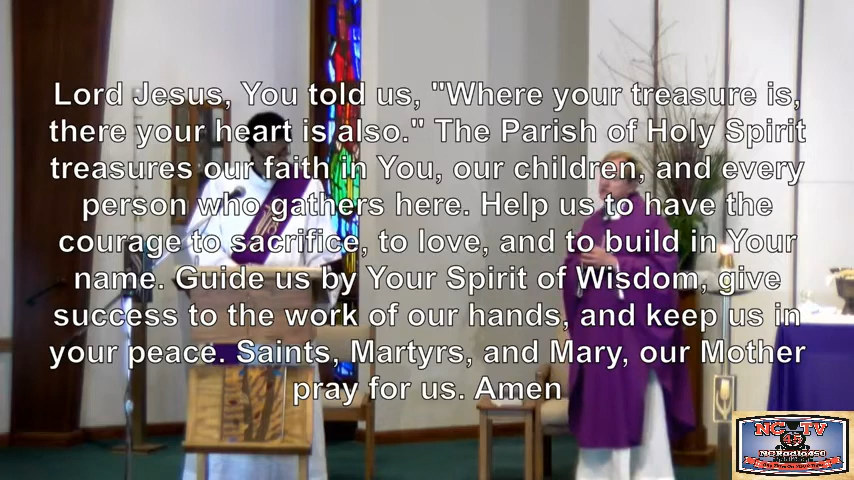 Lord Jesus, You told us, "Where your treasure is,
there your heart is also." The Parish of Holy Spirit
treasures our faith in You, our children, and every
person who gathers here. Help us to have the
courage to sacrifice, to love, and to build in Your
name. Guide us by Your Spirit of Wisdom, give
success to the work of our hands, and keep us in
your peace. Saints, Martyrs, and Mary, our Mother
pray for us. Amen
NC TV
45
NCRadio450